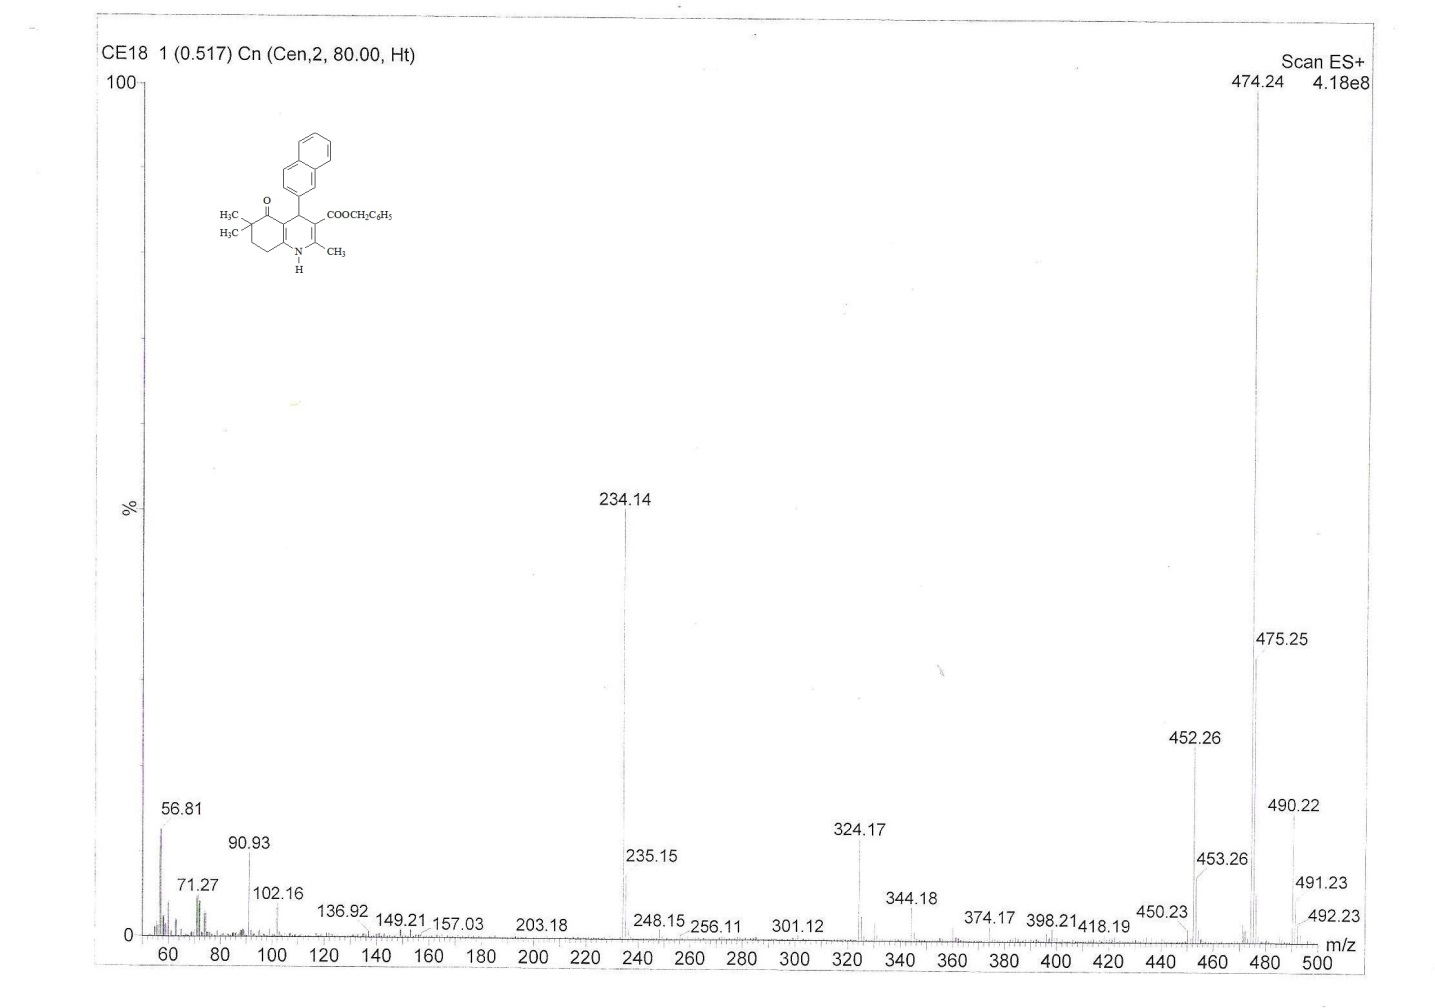 CE18 1 (0.517) Cn (Cen,2, 80.00, Ht)
Scan ES+
4.18e8
100
474.24
O
H₃C
H₃C
COOCH₂C₆H₅
N
H
CH₃
%
234.14
475.25
452.26
56.81
490.22
324.17
90.93
235.15
453.26
71.27
102.16
344.18
491.23
136.92
149.21
157.03
203.18
248.15
256.11
301.12
374.17
398.21
418.19
450.23
492.23
0
m/z
60 80 100 120 140 160 180 200 220 240 260 280 300 320 340 360 380 400 420 440 460 480 500